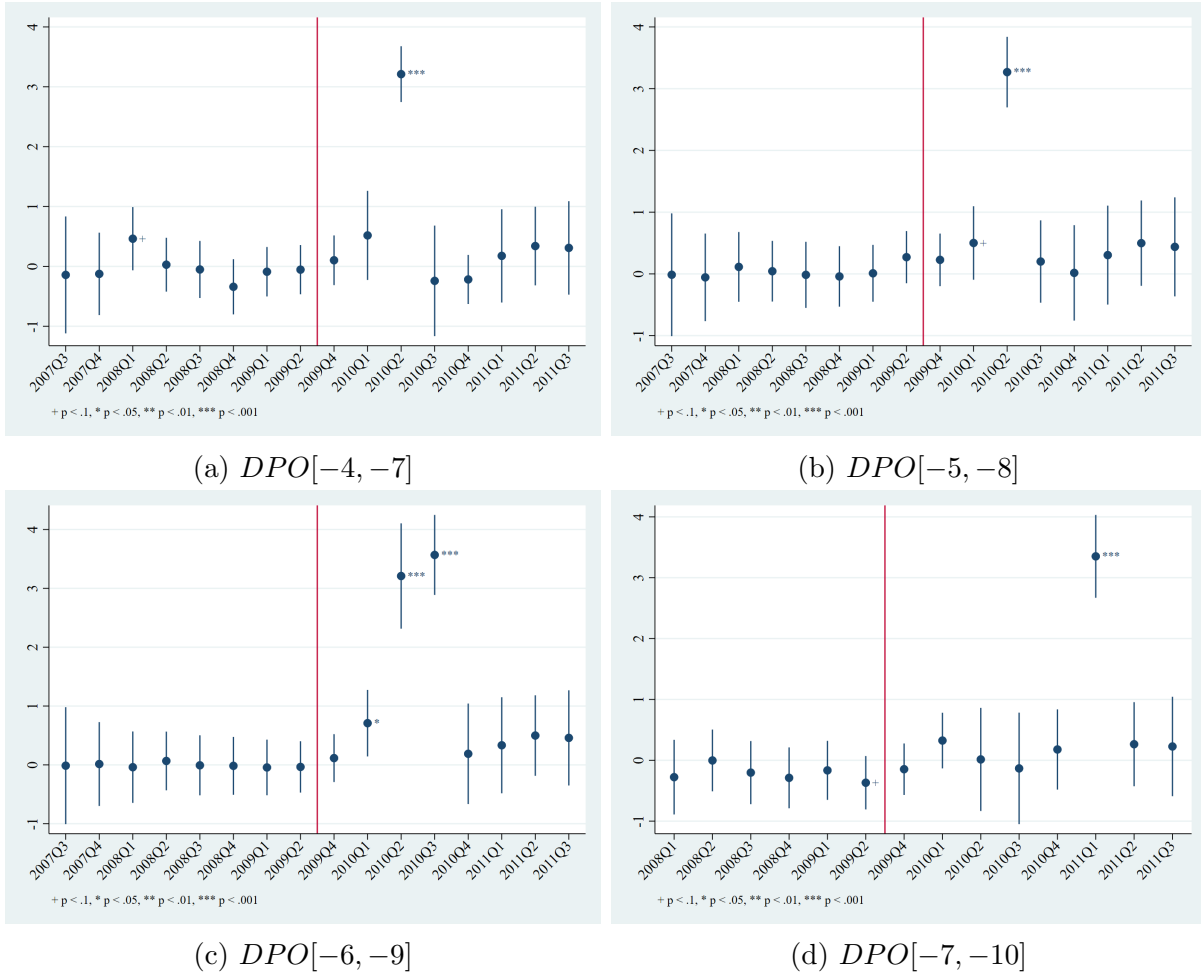 4
3
2
1
0
-1
***
+
2007Q3
2007Q4
2008Q1
2008Q2
2008Q3
2008Q4
2009Q1
2009Q2
2009Q4
2010Q1
2010Q2
2010Q3
2010Q4
2011Q1
2011Q2
2011Q3
+ p < .1, * p < .05, ** p < .01, *** p < .001
(a) DPO[−4, −7]
4
3
2
1
0
-1
***
+
2007Q3
2007Q4
2008Q1
2008Q2
2008Q3
2008Q4
2009Q1
2009Q2
2009Q4
2010Q1
2010Q2
2010Q3
2010Q4
2011Q1
2011Q2
2011Q3
+ p < .1, * p < .05, ** p < .01, *** p < .001
(b) DPO[−5, −8]
4
3
2
1
0
-1
***
***
*
2007Q3
2007Q4
2008Q1
2008Q2
2008Q3
2008Q4
2009Q1
2009Q2
2009Q4
2010Q1
2010Q2
2010Q3
2010Q4
2011Q1
2011Q2
2011Q3
+ p < .1, * p < .05, ** p < .01, *** p < .001
(c) DPO[−6, −9]
4
3
2
1
0
-1
***
+
2008Q1
2008Q2
2008Q3
2008Q4
2009Q1
2009Q2
2009Q4
2010Q1
2010Q2
2010Q3
2010Q4
2011Q1
2011Q2
2011Q3
+ p < .1, * p < .05, ** p < .01, *** p < .001
(d) DPO[−7, −10]